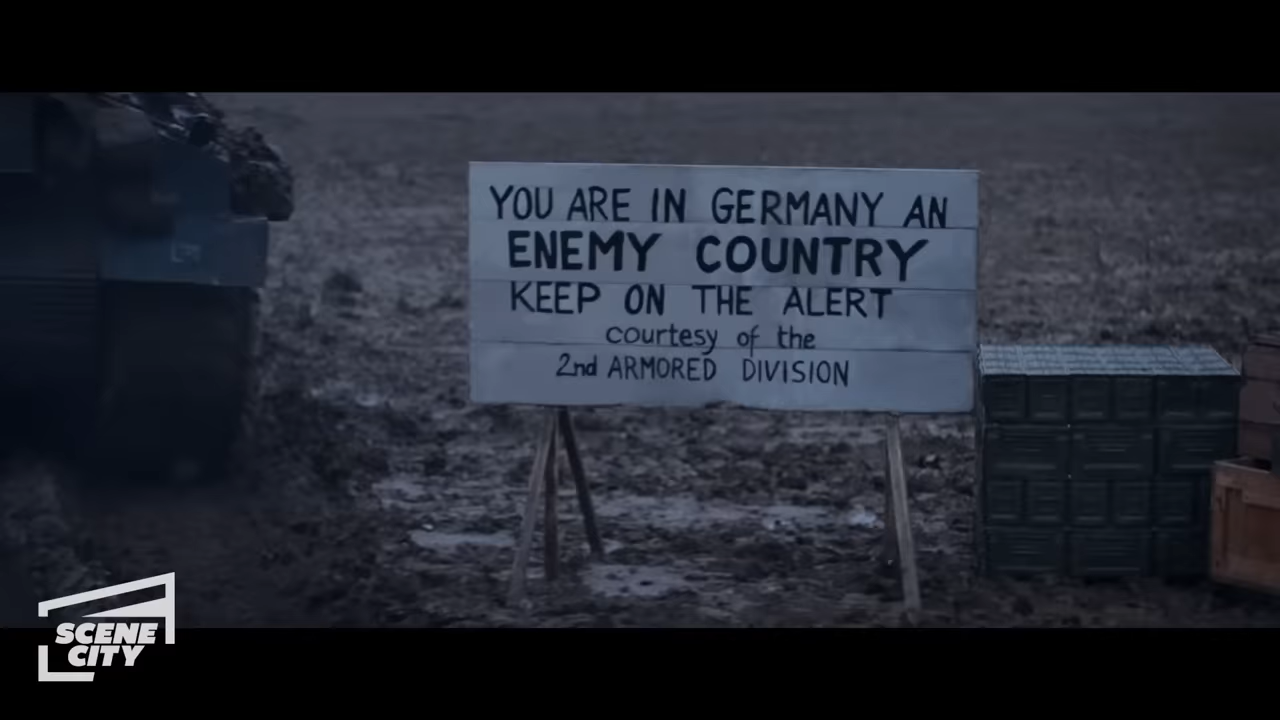 YOU ARE IN GERMANY AN
ENEMY COUNTRY
KEEP ON THE ALERT
courtesy of the
2nd ARMORED DIVISION
SCENE
CITY